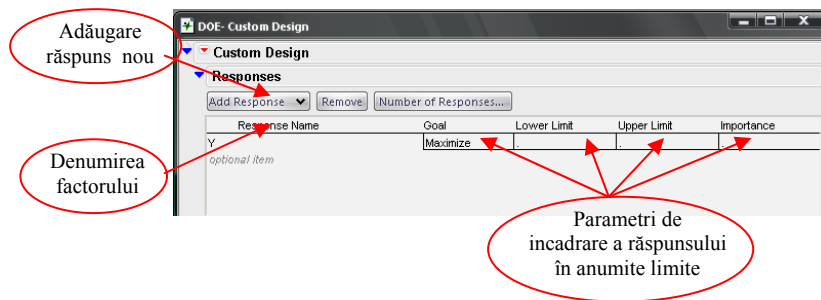 Adăugare
răspuns nou
DOE- Custom Design
Custom Design
Responses
Add Response Remove Number of Responses...
Response Name Goal Lower Limit Upper Limit Importance
Y Maximize . . .
optional item
Denumirea
factorului
Parametri de
incadrare a răspunsului
în anumite limite